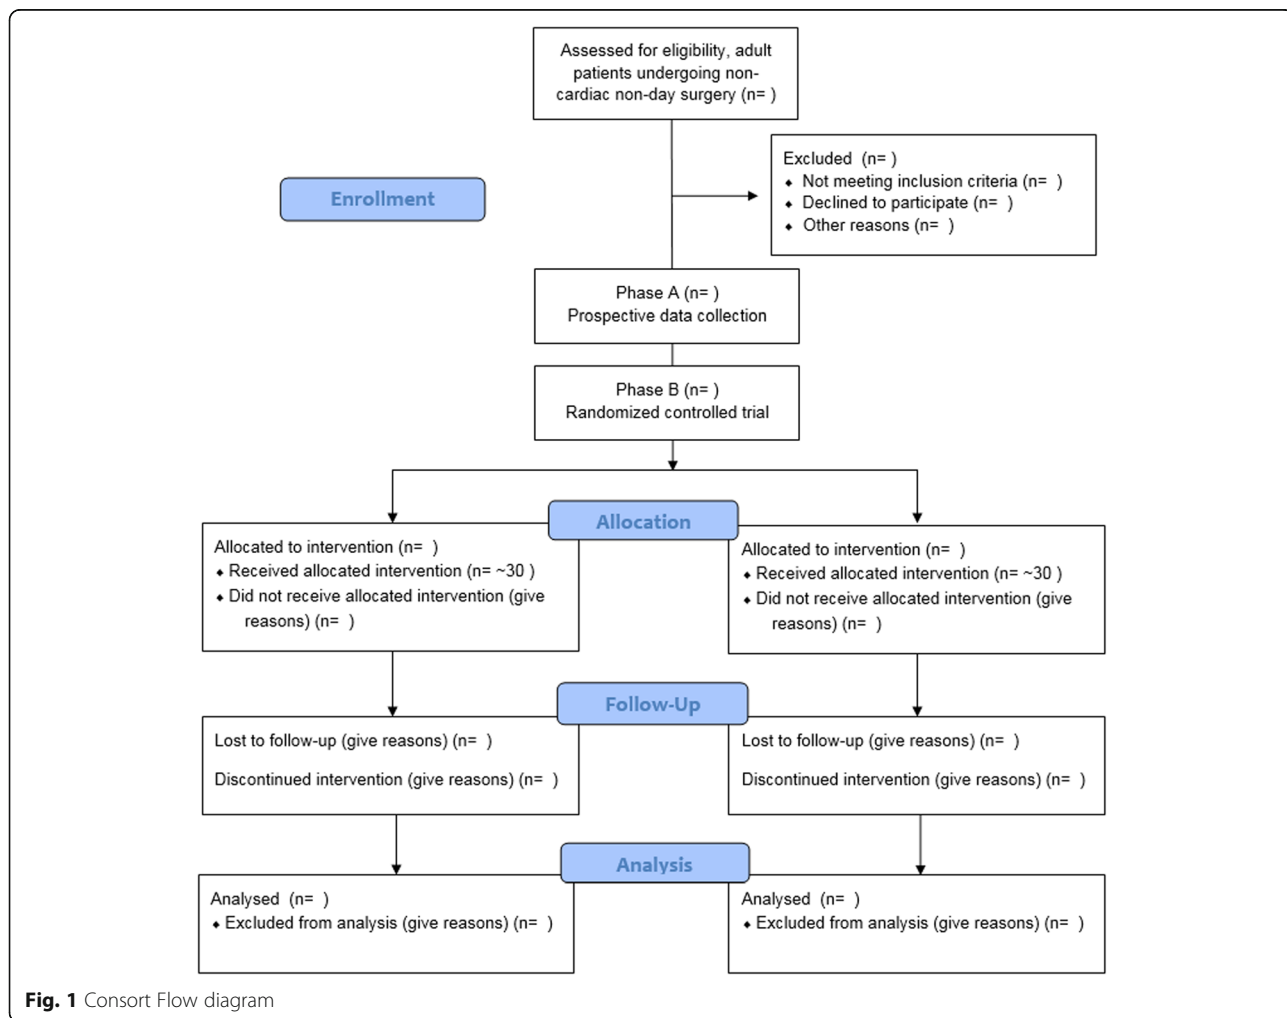 Assessed for eligibility, adult
patients undergoing non-
cardiac non-day surgery (n= )
Excluded (n= )
⬥ Not meeting inclusion criteria (n= )
⬥ Declined to participate (n= )
⬥ Other reasons (n= )
Enrollment
Phase A (n= )
Prospective data collection
Phase B (n= )
Randomized controlled trial
Allocation
Allocated to intervention (n= )
⬥ Received allocated intervention (n= ~30 )
⬥ Did not receive allocated intervention (give
reasons) (n= )
Allocated to intervention (n= )
⬥ Received allocated intervention (n= ~30 )
⬥ Did not receive allocated intervention (give
reasons) (n= )
Follow-Up
Lost to follow-up (give reasons) (n= )
Discontinued intervention (give reasons) (n= )
Lost to follow-up (give reasons) (n= )
Discontinued intervention (give reasons) (n= )
Analysis
Analysed (n= )
⬥ Excluded from analysis (give reasons) (n= )
Analysed (n= )
⬥ Excluded from analysis (give reasons) (n= )
Fig. 1 Consort Flow diagram